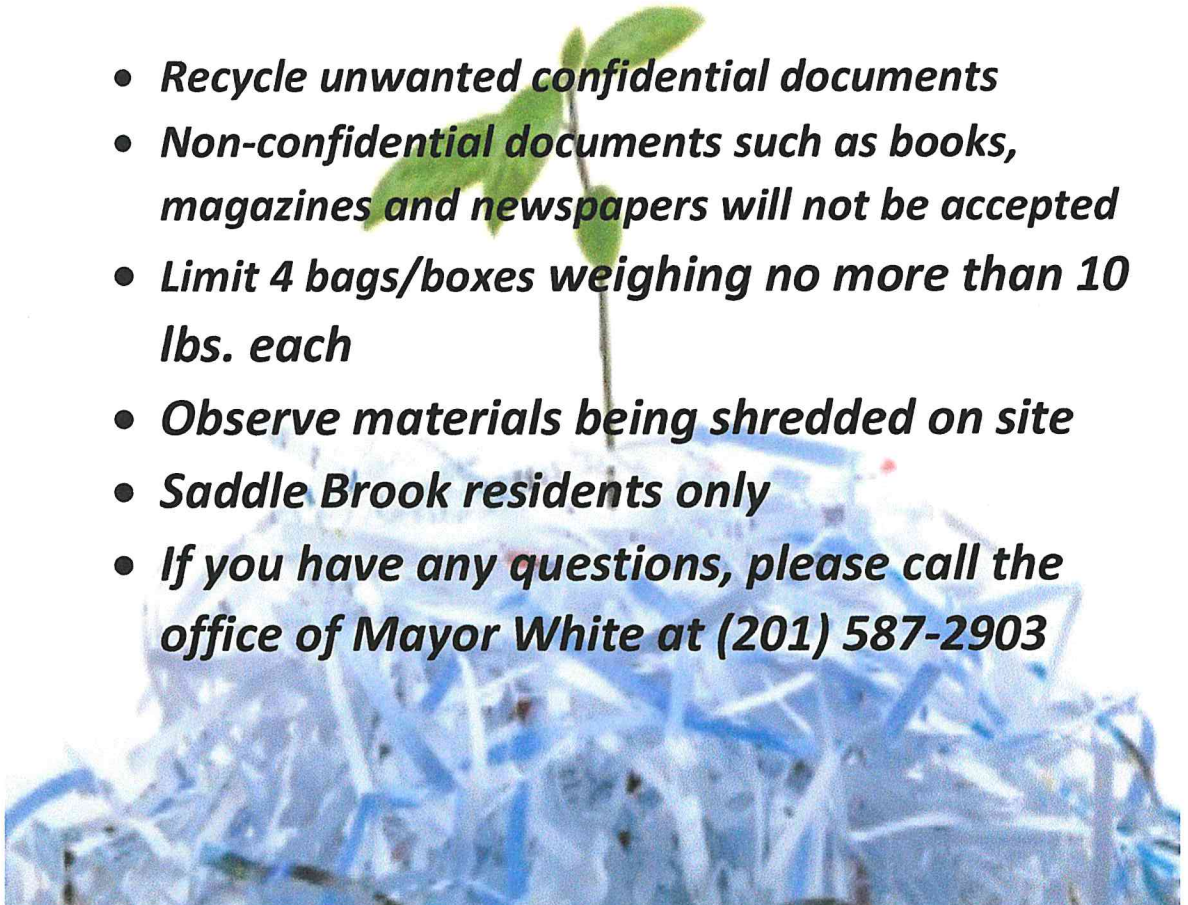 • Recycle unwanted confidential documents
• Non-confidential documents such as books,
magazines and newspapers will not be accepted
• Limit 4 bags/boxes weighing no more than 10
lbs. each
• Observe materials being shredded on site
• Saddle Brook residents only
• If you have any questions, please call the
office of Mayor White at (201) 587-2903